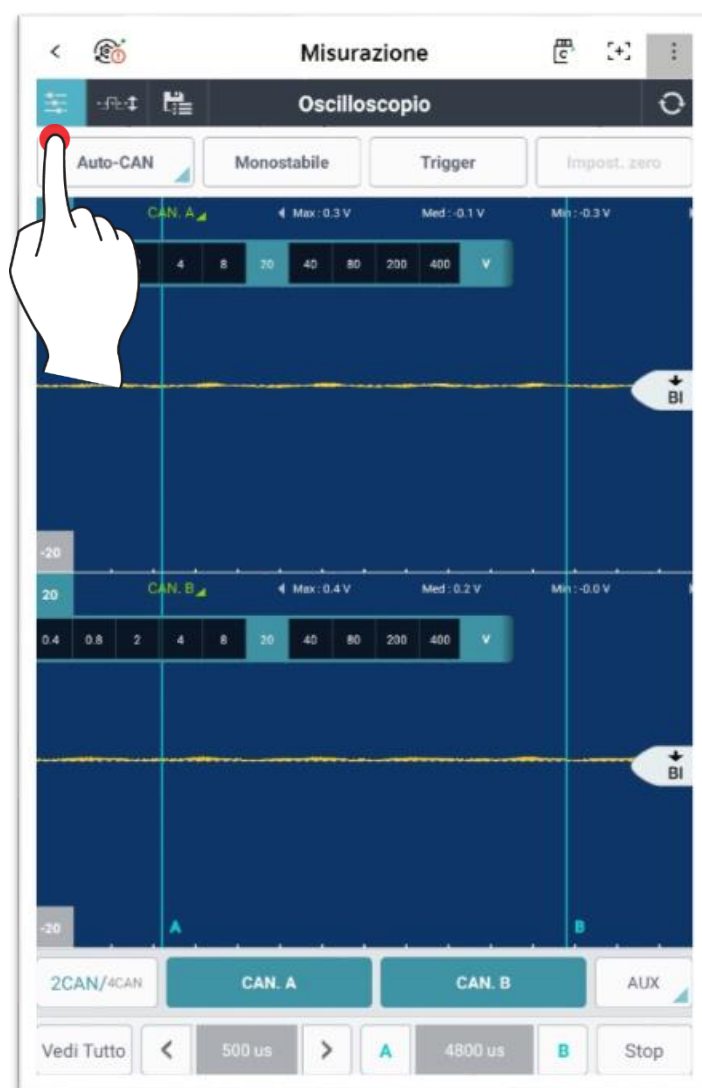 Misurazione
Oscilloscopio
Auto-CAN Monostabile Trigger Impost. zero
CAN. A Max : 0.3 V Med : -0.1 V Min : -0.3 V
4 8 20 40 80 200 400 V
BI
-20
20 CAN. B Max : 0.4 V Med : 0.2 V Min : -0.0 V
0.4 0.8 2 4 8 20 40 80 200 400 V
BI
-20 A B
2CAN/4CAN CAN. A CAN. B AUX
Vedi Tutto < 500 us > A 4800 us B Stop